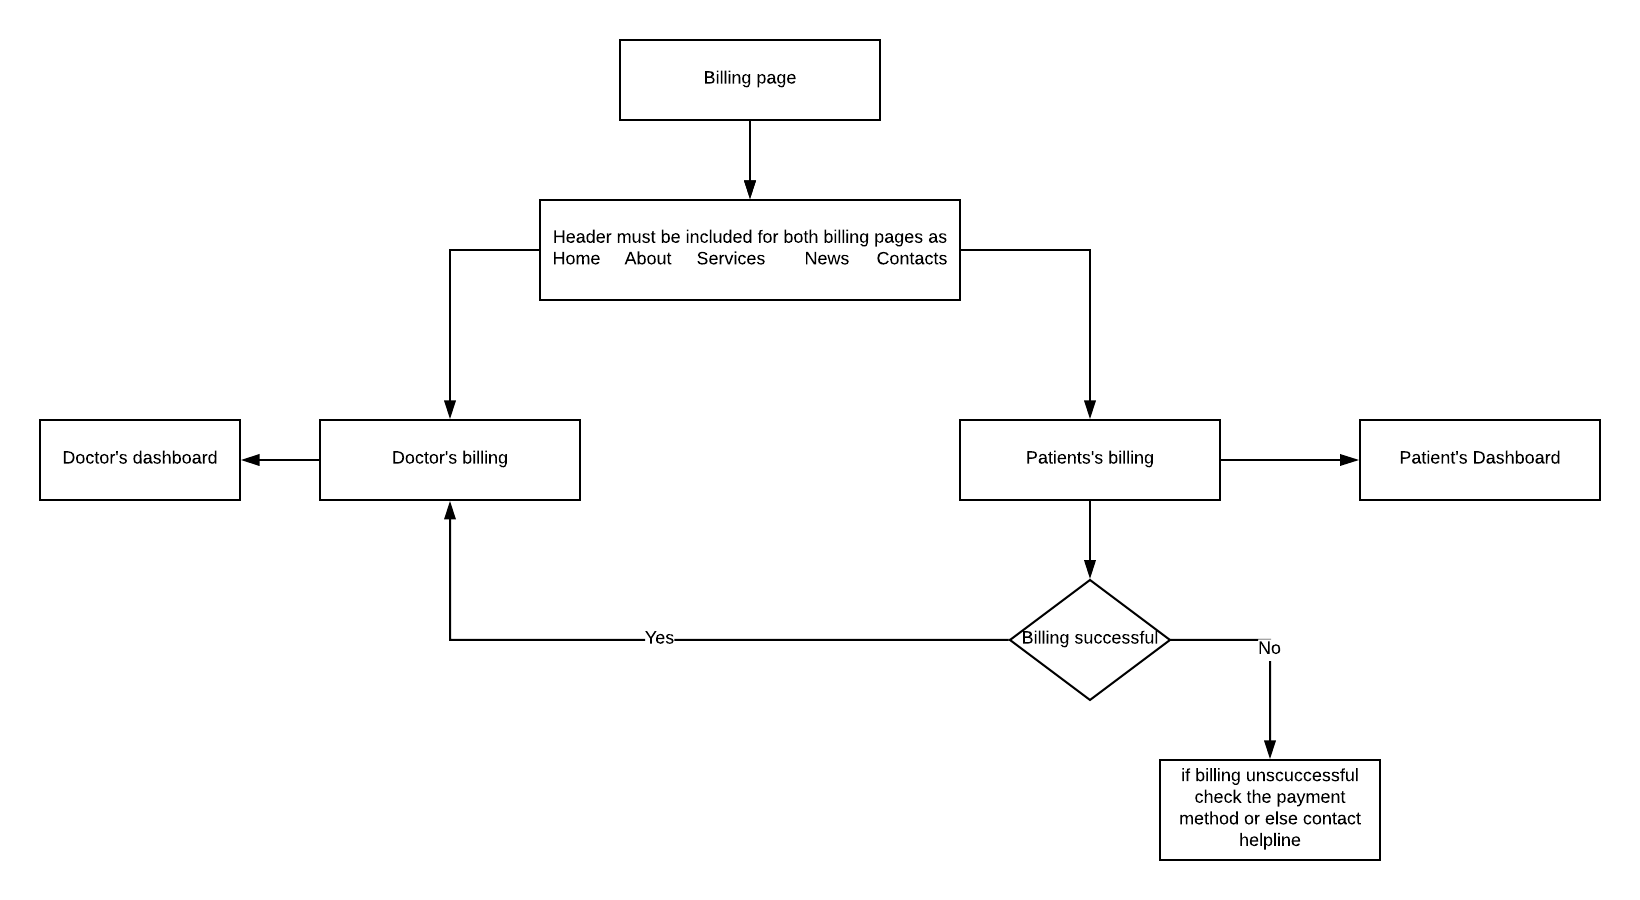 Billing page
Header must be included for both billing pages as
Home About Services News Contacts
Doctor's dashboard
Doctor's billing
Patients's billing
Patient's Dashboard
Yes
Billing successful
No
if billing unscuccessful
check the payment
method or else contact
helpline